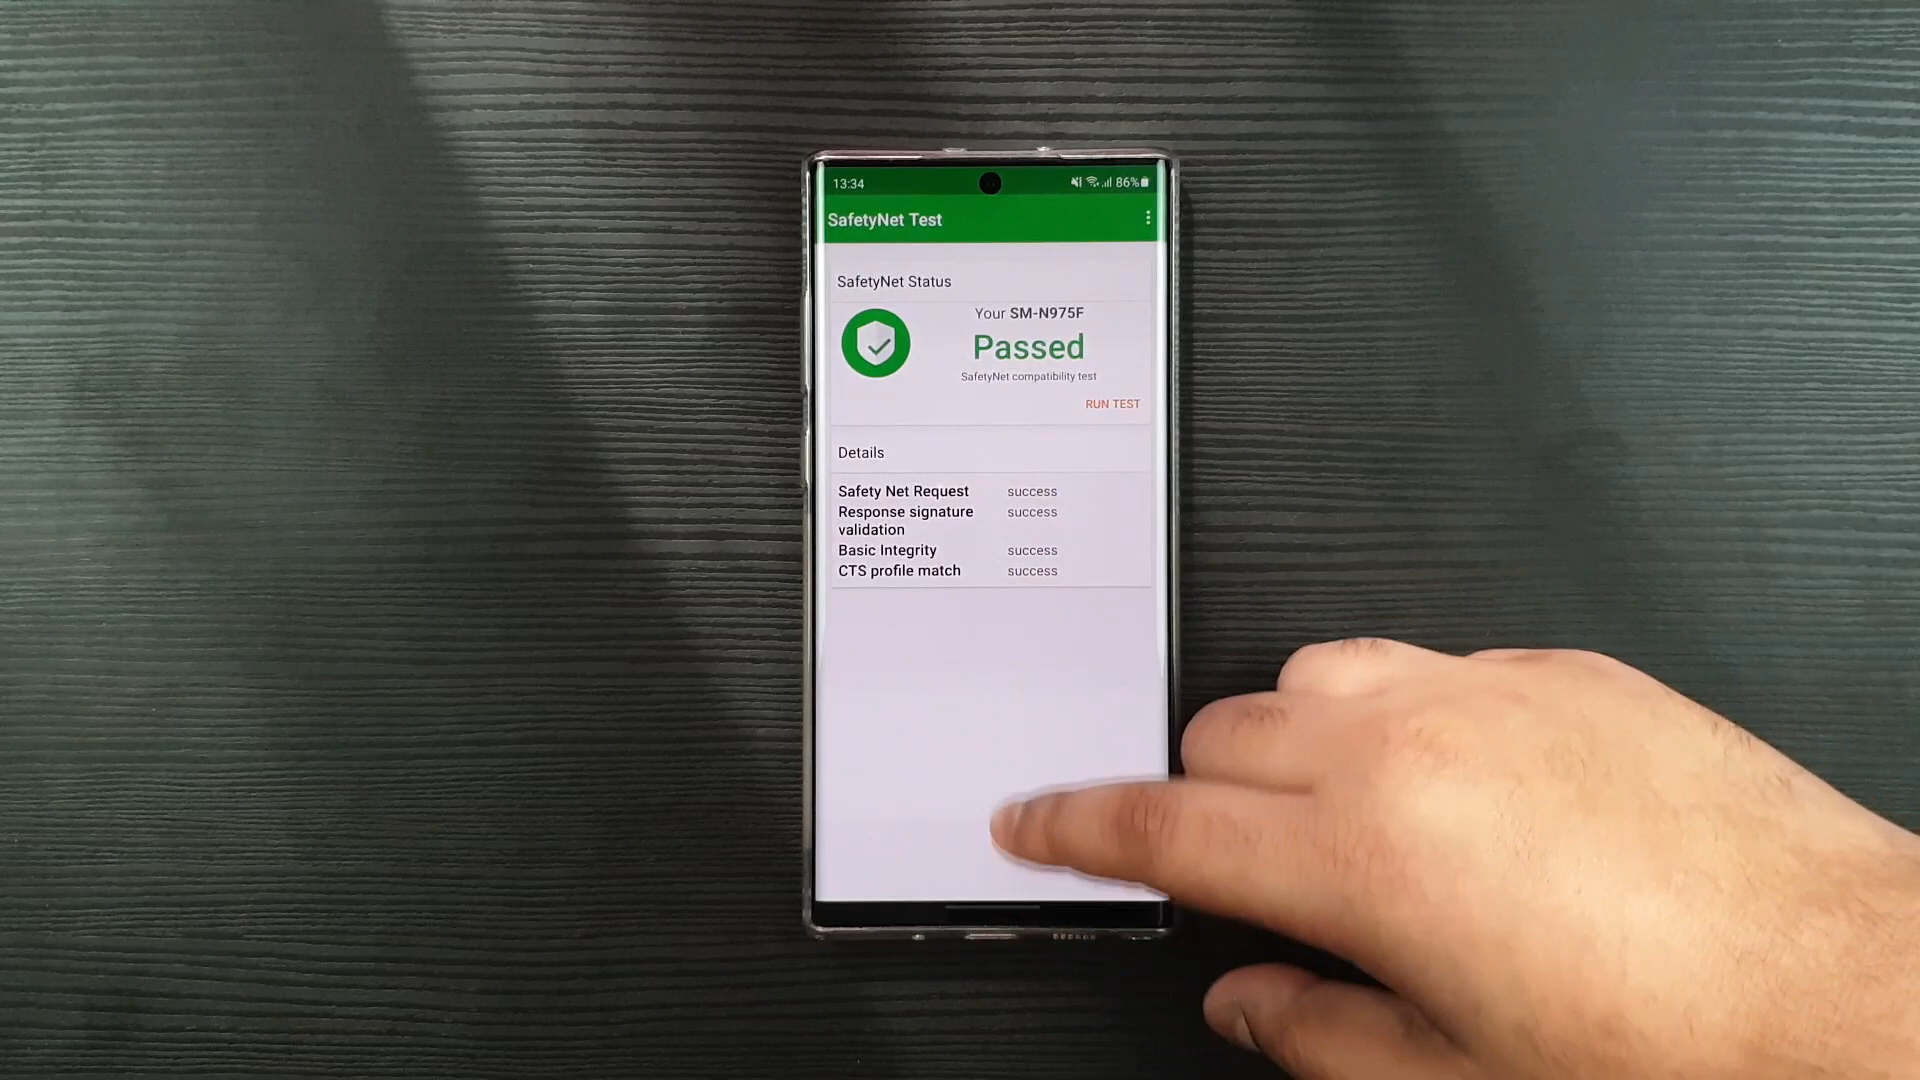 13:34 86%
SafetyNet Test
SafetyNet Status
Your SM-N975F
Passed
SafetyNet compatibility test
RUN TEST
Details
Safety Net Request success
Response signature success
validation
Basic Integrity success
CTS profile match success